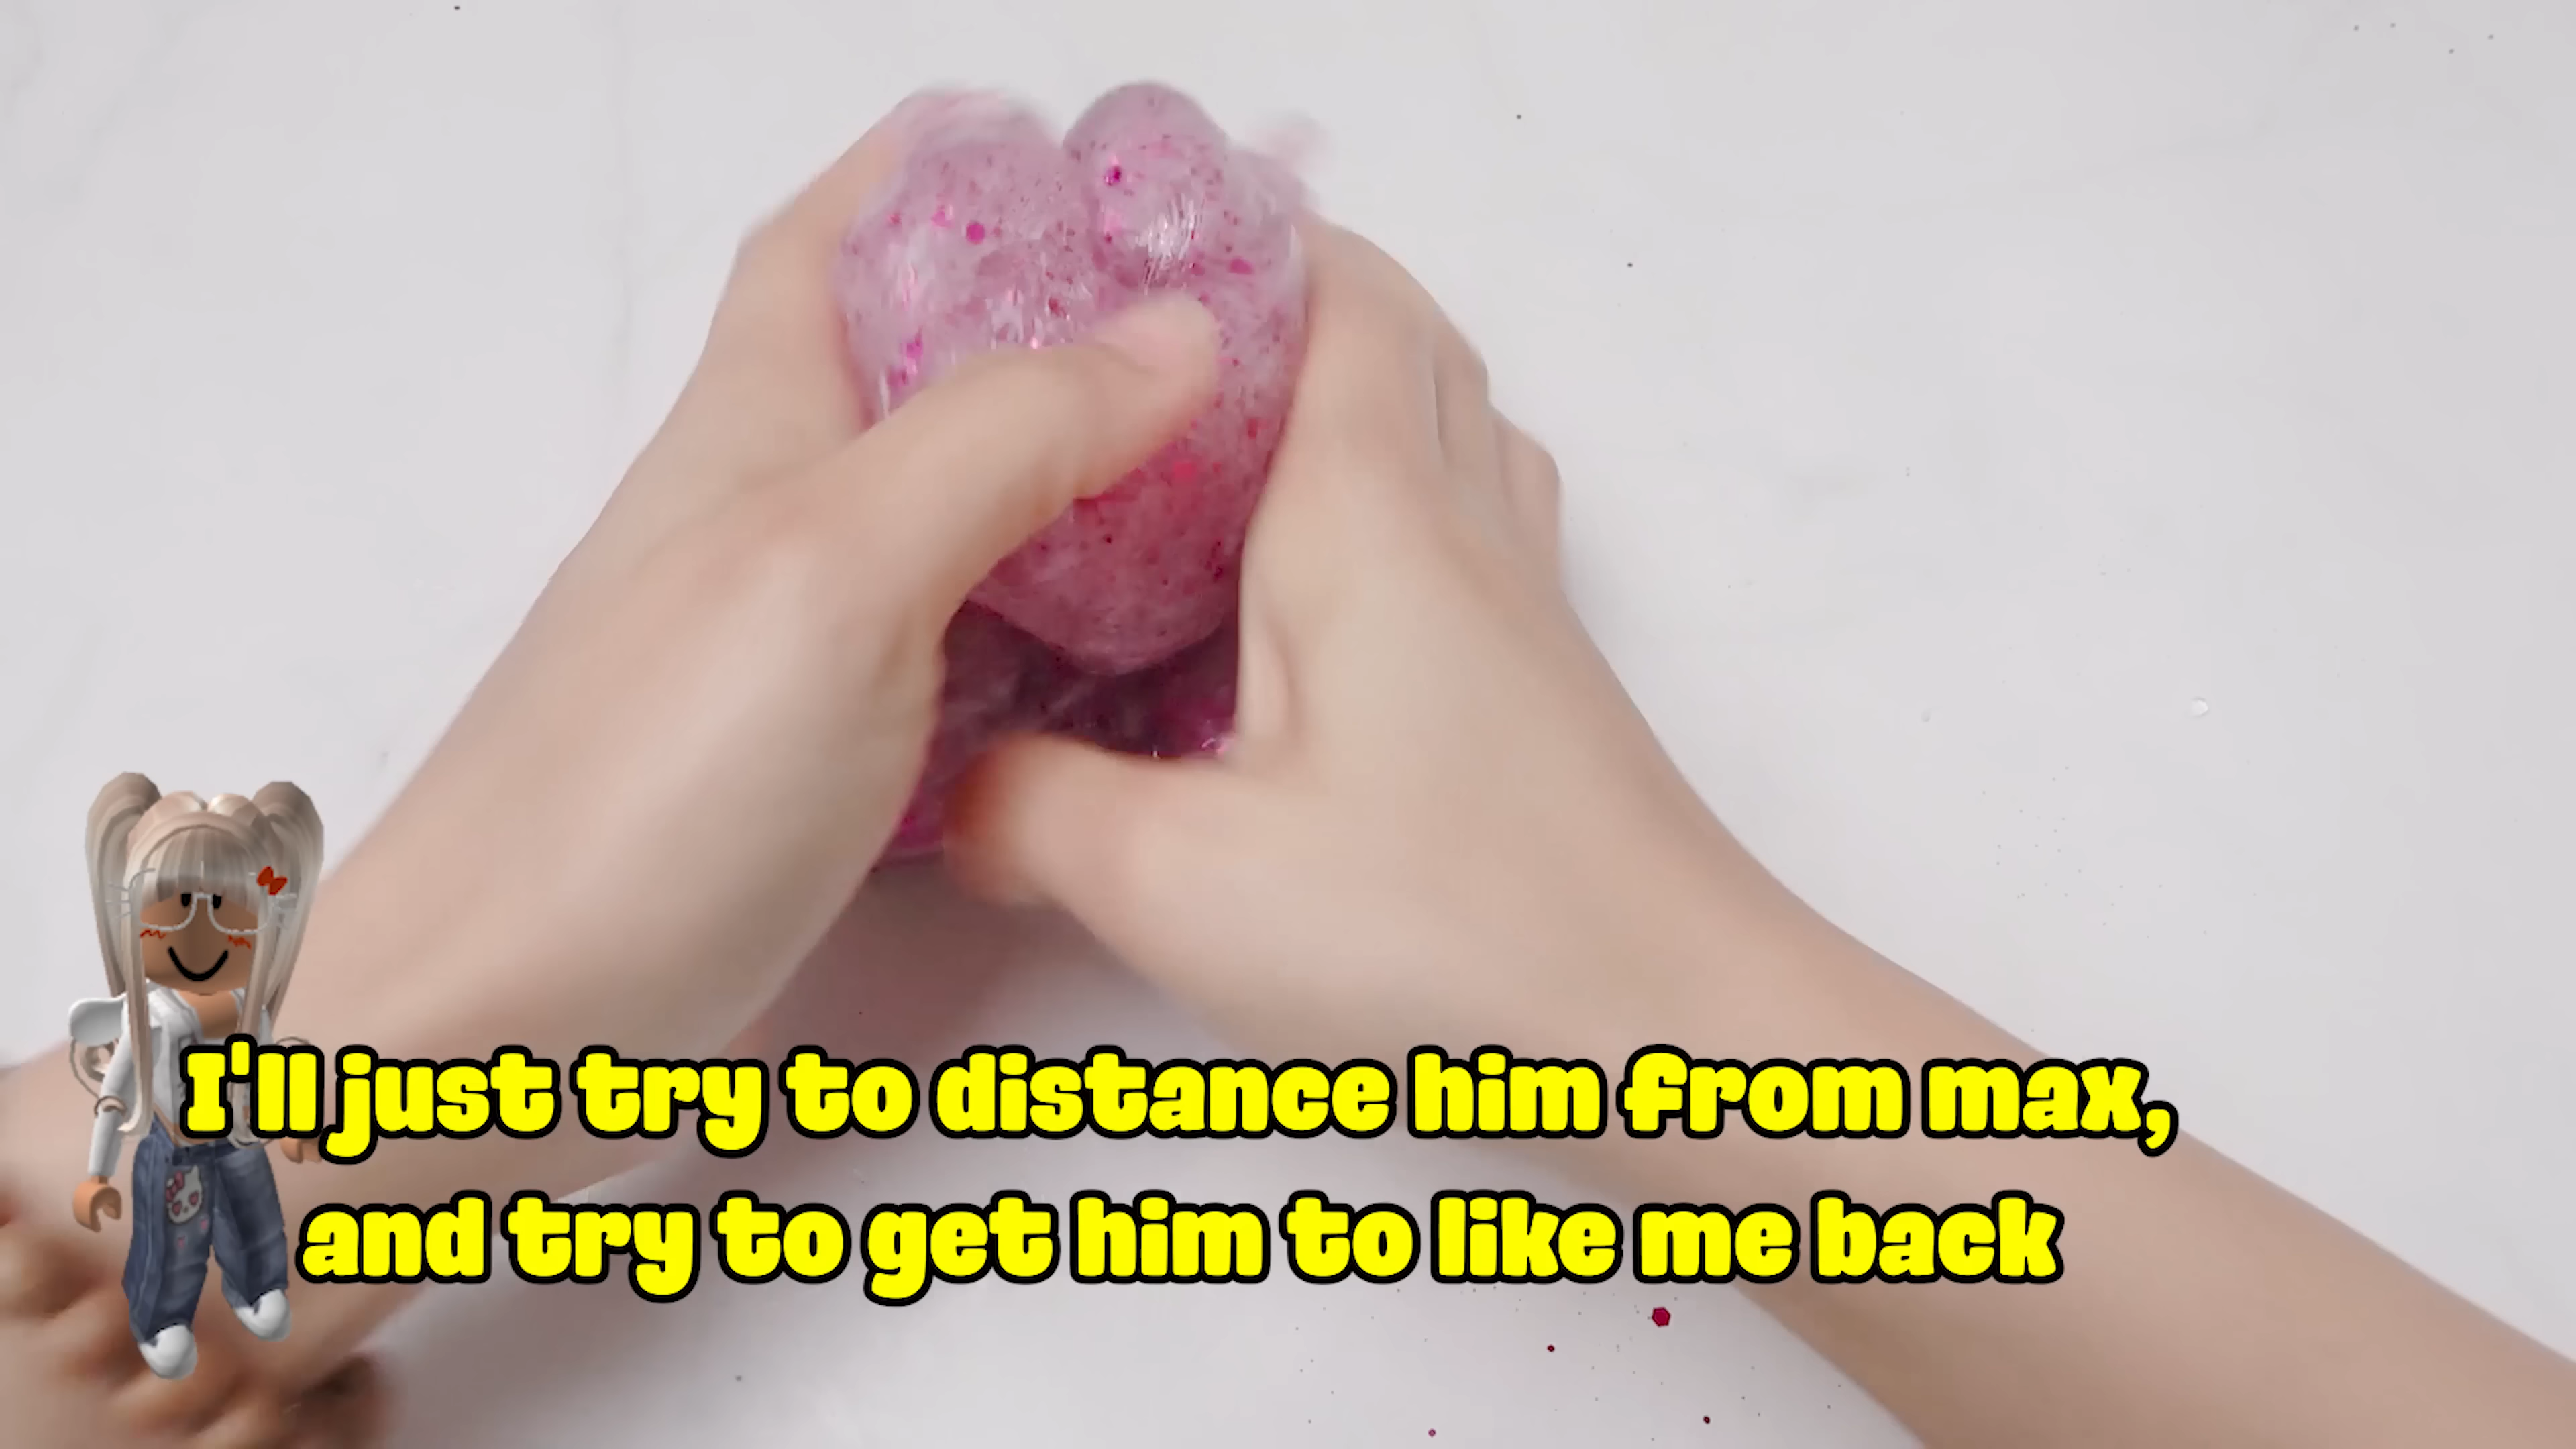 I'll just try to distance him from max,
and try to get him to like me back